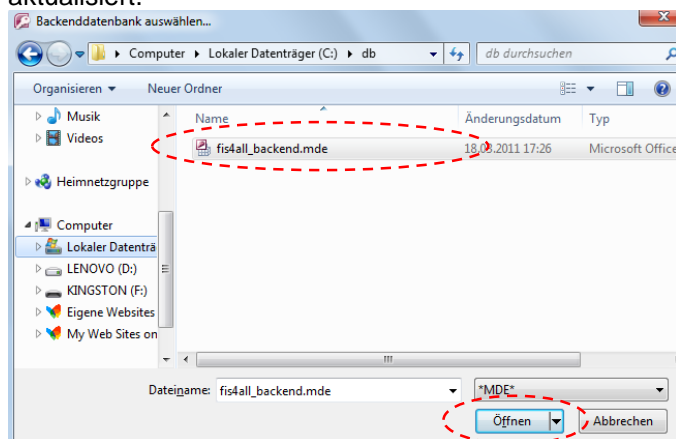 aktualisiert.
Backenddatenbank auswählen...
Computer Lokaler Datenträger (C:) db
db durchsuchen
Organisieren Neuer Ordner
Musik
Videos
Heimnetzgruppe
Computer
Lokaler Datenträ
LENOVO (D:)
KINGSTON (F:)
Eigene Websites
My Web Sites on
Name Änderungsdatum Typ
fis4all_backend.mde 18.03.2011 17:26 Microsoft Office
Dateiname: fis4all_backend.mde *MDE*
Öffnen Abbrechen